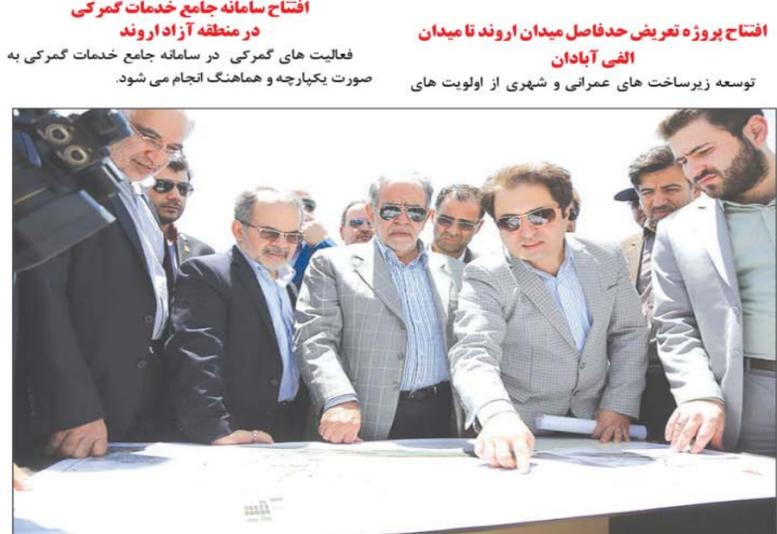 افتتاح پروژه تعریض حدفاصل میدان اروند تا میدان
الفی آبادان
توسعه زیرساخت های عمرانی و شهری از اولویت های
افتتاح سامانه جامع خدمات گمرکی
در منطقه آزاد اروند
فعالیت های گمرکی در سامانه جامع خدمات گمرکی به
صورت یکپارچه و هماهنگ انجام می شود.